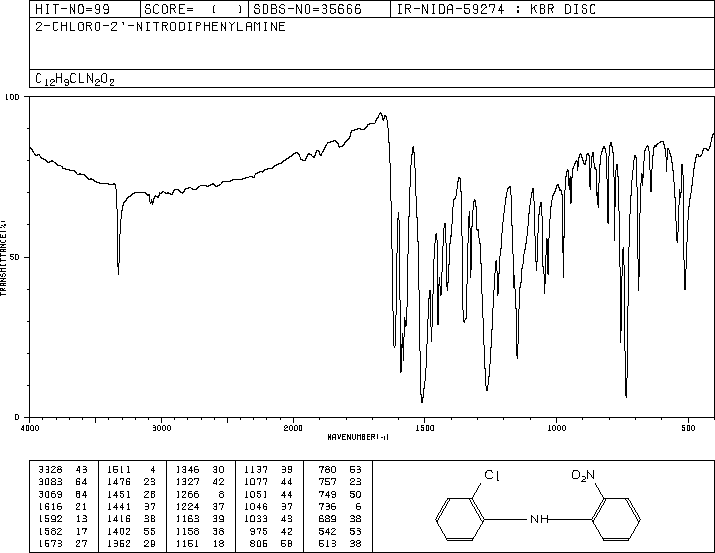 HIT-NO=99 SCORE= ( ) SDBS-NO=35666 IR-NIDA-59274 : KBR DISC
2-CHLORO-2'-NITRODIPHENYLAMINE
C12H9CLN2O2
100
50
0
TRANSMITTANCE(%)
4000 3000 2000 1500 1000 500
WAVENUMBER(-1)
3328 43 1511 4 1346 30 1137 39 780 53
3083 64 1476 23 1327 42 1077 44 757 23
3069 64 1451 28 1266 8 1051 44 749 50
1616 21 1441 37 1224 37 1046 37 736 6
1592 13 1416 38 1163 39 1033 43 689 38
1582 17 1402 55 1158 38 975 42 542 53
1573 27 1352 29 1151 18 806 58 513 38
Cl O2N
NH